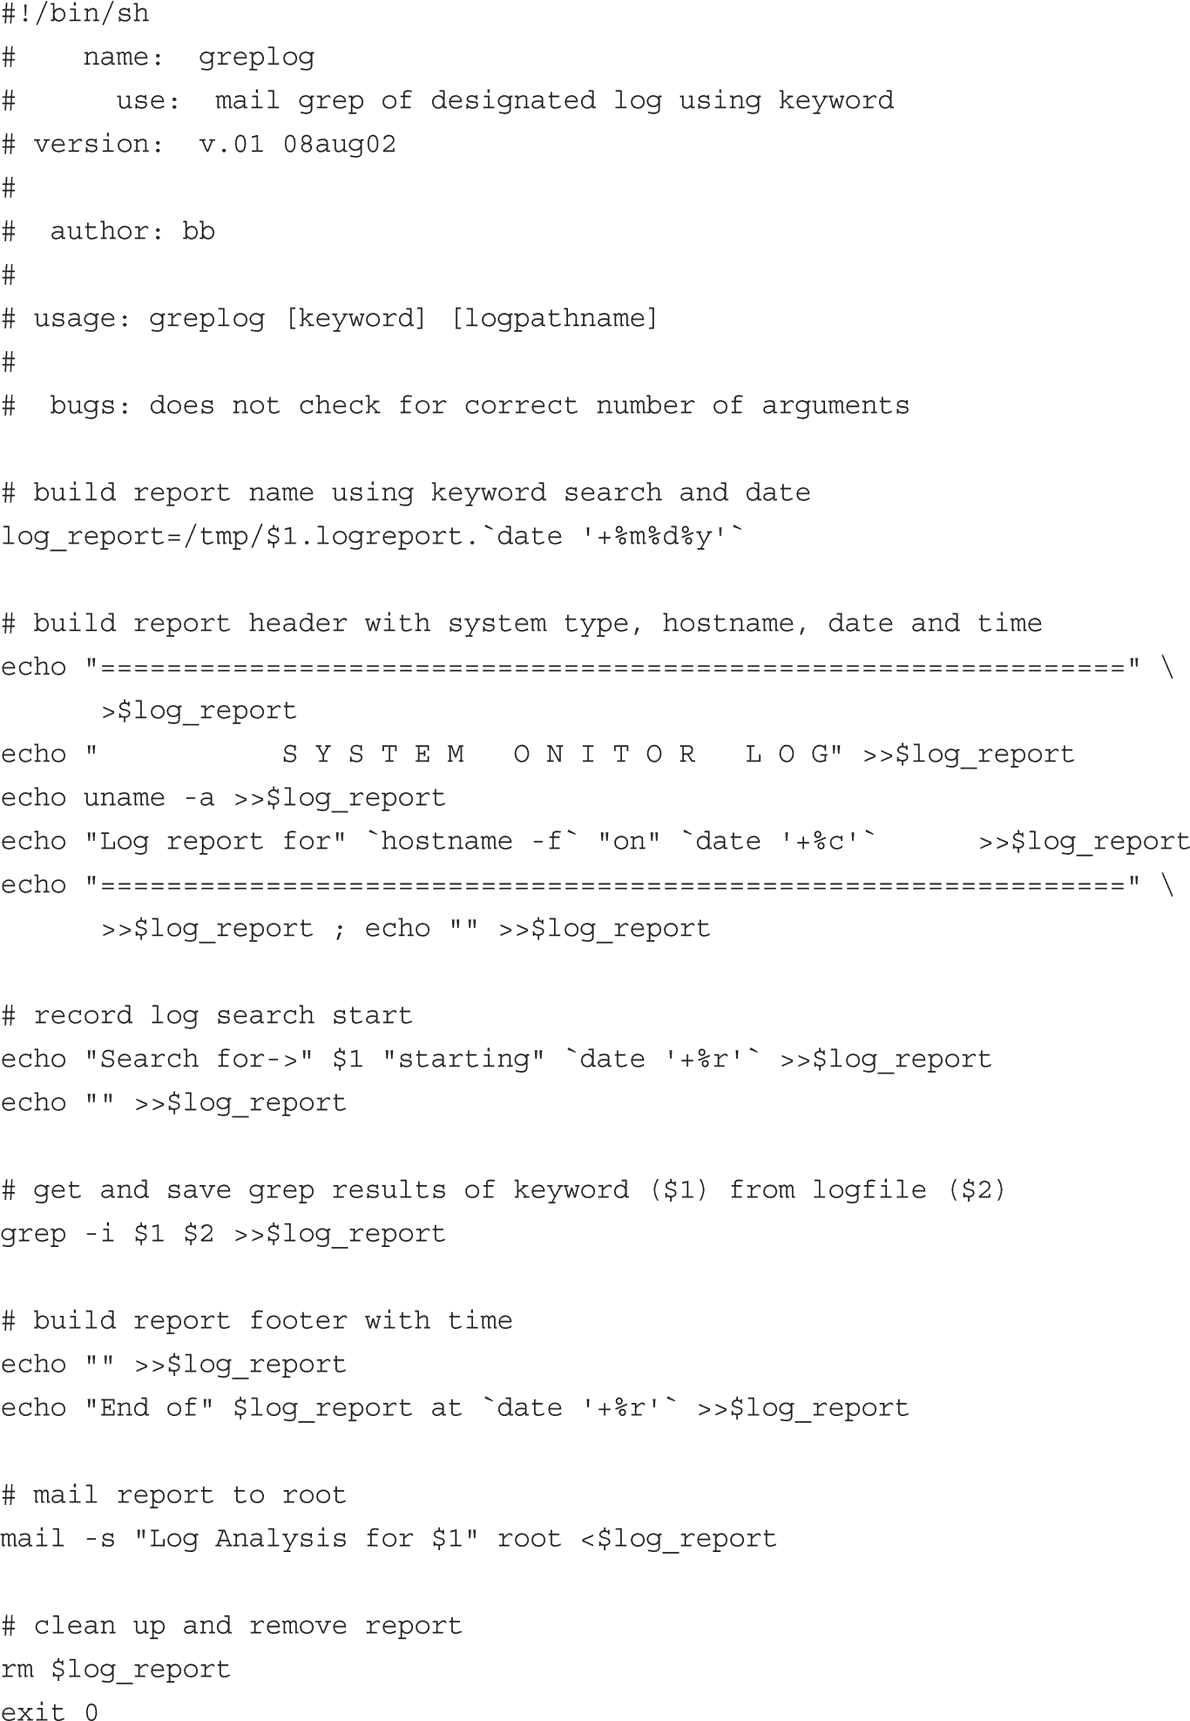 #!/bin/sh
#    name:  greplog
#      use:  mail grep of designated log using keyword
# version:  v.01 08aug02
#
#  author: bb
#
# usage: greplog [keyword] [logpathname]
#
#  bugs: does not check for correct number of arguments

# build report name using keyword search and date
log_report=/tmp/$1.logreport.`date '+%m%d%y'`

# build report header with system type, hostname, date and time
echo "==============================================================" \
      >$log_report
echo "           S Y S T E M   O N I T O R   L O G" >>$log_report
echo uname -a >>$log_report
echo "Log report for" `hostname -f` "on" `date '+%c'`      >>$log_report
echo "==============================================================" \
      >>$log_report ; echo "" >>$log_report

# record log search start
echo "Search for->" $1 "starting" `date '+%r'` >>$log_report
echo "" >>$log_report

# get and save grep results of keyword ($1) from logfile ($2)
grep -i $1 $2 >>$log_report

# build report footer with time
echo "" >>$log_report
echo "End of" $log_report at `date '+%r'` >>$log_report

# mail report to root
mail -s "Log Analysis for $1" root <$log_report

# clean up and remove report
rm $log_report
exit 0